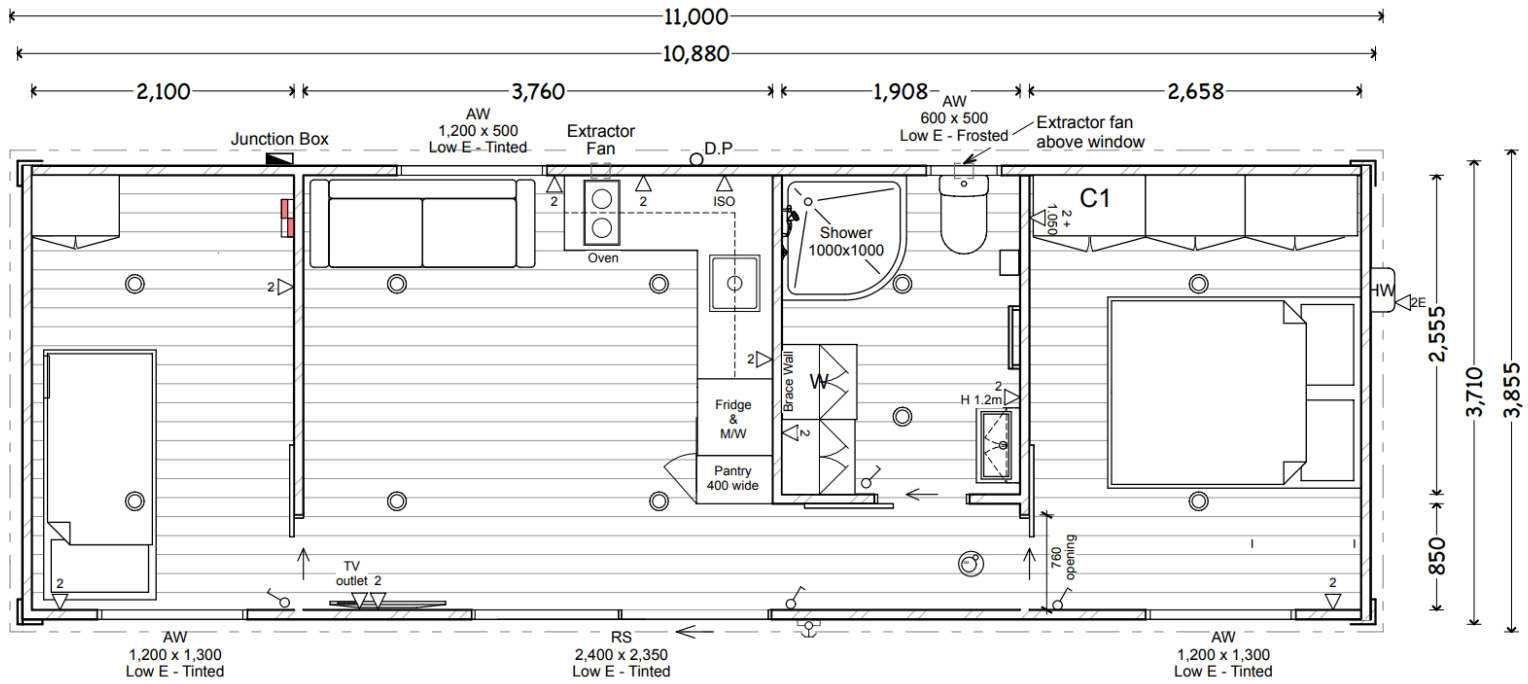 11,000
10,880
2,100
3,760
1,908
2,658
AW
1,200 x 500
Low E - Tinted
AW
600 x 500
Low E - Frosted
Extractor fan
above window
Junction Box
Extractor
Fan
D.P
2
2
ISO
Oven
Shower
1000x1000
C1
2 +
1.050
HW
2E
2
2
Brace Wall
W
2
2
H 1.2m
Fridge
&
M/W
Pantry
400 wide
760
opening
TV
outlet 2
2
2
AW
1,200 x 1,300
Low E - Tinted
RS
2,400 x 2,350
Low E - Tinted
AW
1,200 x 1,300
Low E - Tinted
2,555
850
3,710
3,855